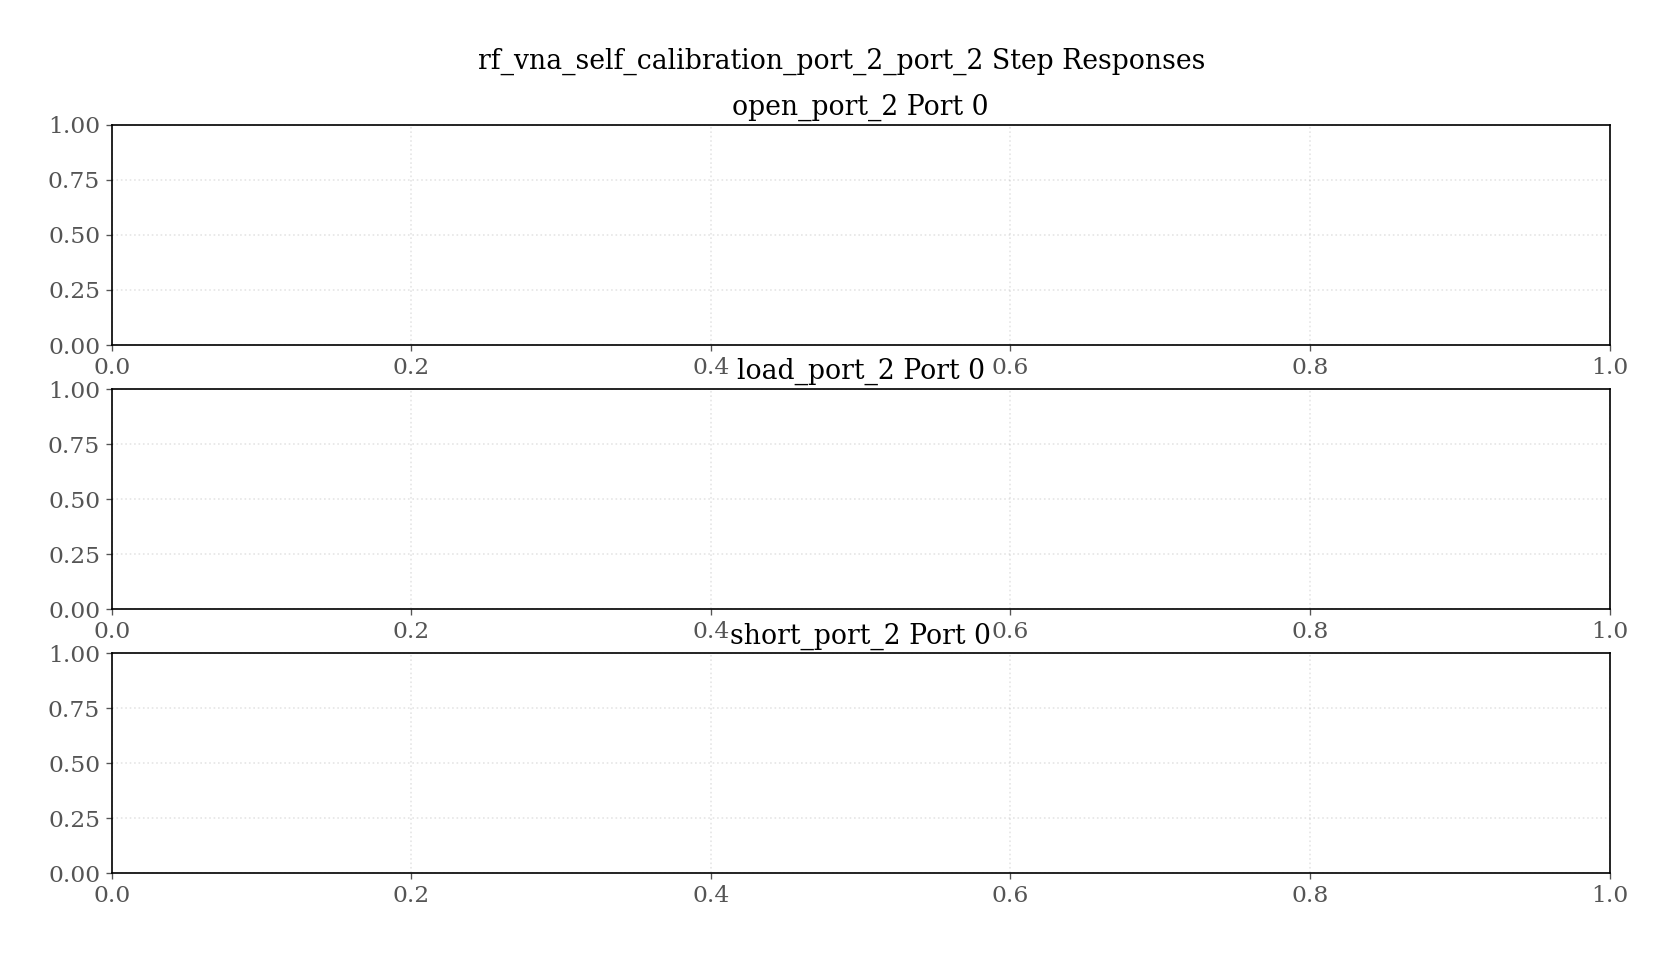 rf_vna_self_calibration_port_2_port_2 Step Responses
open_port_2 Port 0
1.00
0.75
0.50
0.25
0.00
0.0 0.2 0.4 0.6 0.8 1.0
load_port_2 Port 0
1.00
0.75
0.50
0.25
0.00
0.0 0.2 0.4 0.6 0.8 1.0
short_port_2 Port 0
1.00
0.75
0.50
0.25
0.00
0.0 0.2 0.4 0.6 0.8 1.0